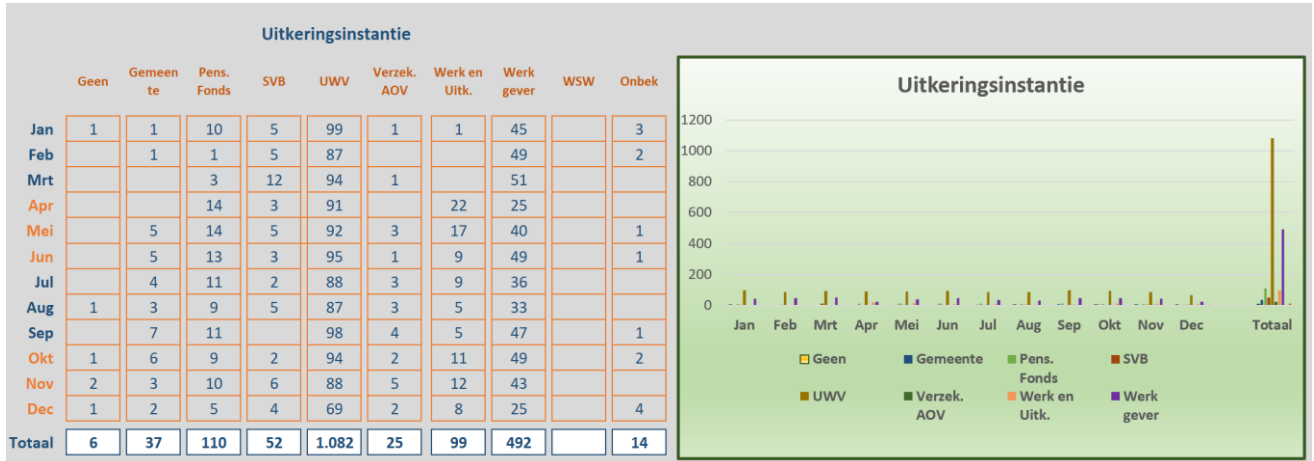 Uitkeringsinstantie
Geen Gemeen te Pens. Fonds SVB UWV Verzek. AOV Werk en Uitk. Werk gever WSW Onbek
Jan 1 1 10 5 99 1 1 45 3
Feb 1 1 5 87 49 2
Mrt 3 12 94 1 51
Apr 14 3 91 22 25
Mei 5 14 5 92 3 17 40 1
Jun 5 13 3 95 1 9 49 1
Jul 4 11 2 88 3 9 36
Aug 1 3 9 5 87 3 5 33
Sep 7 11 98 4 5 47 1
Okt 1 6 9 2 94 2 11 49 2
Nov 2 3 10 6 88 5 12 43
Dec 1 2 5 4 69 2 8 25 4
Totaal 6 37 110 52 1.082 25 99 492 14
Uitkeringsinstantie
1200
1000
800
600
400
200
0
Jan Feb Mrt Apr Mei Jun Jul Aug Sep Okt Nov Dec Totaal
Geen Gemeente Pens. Fonds SVB
UWV Verzek. AOV Werk en Uitk. Werk gever